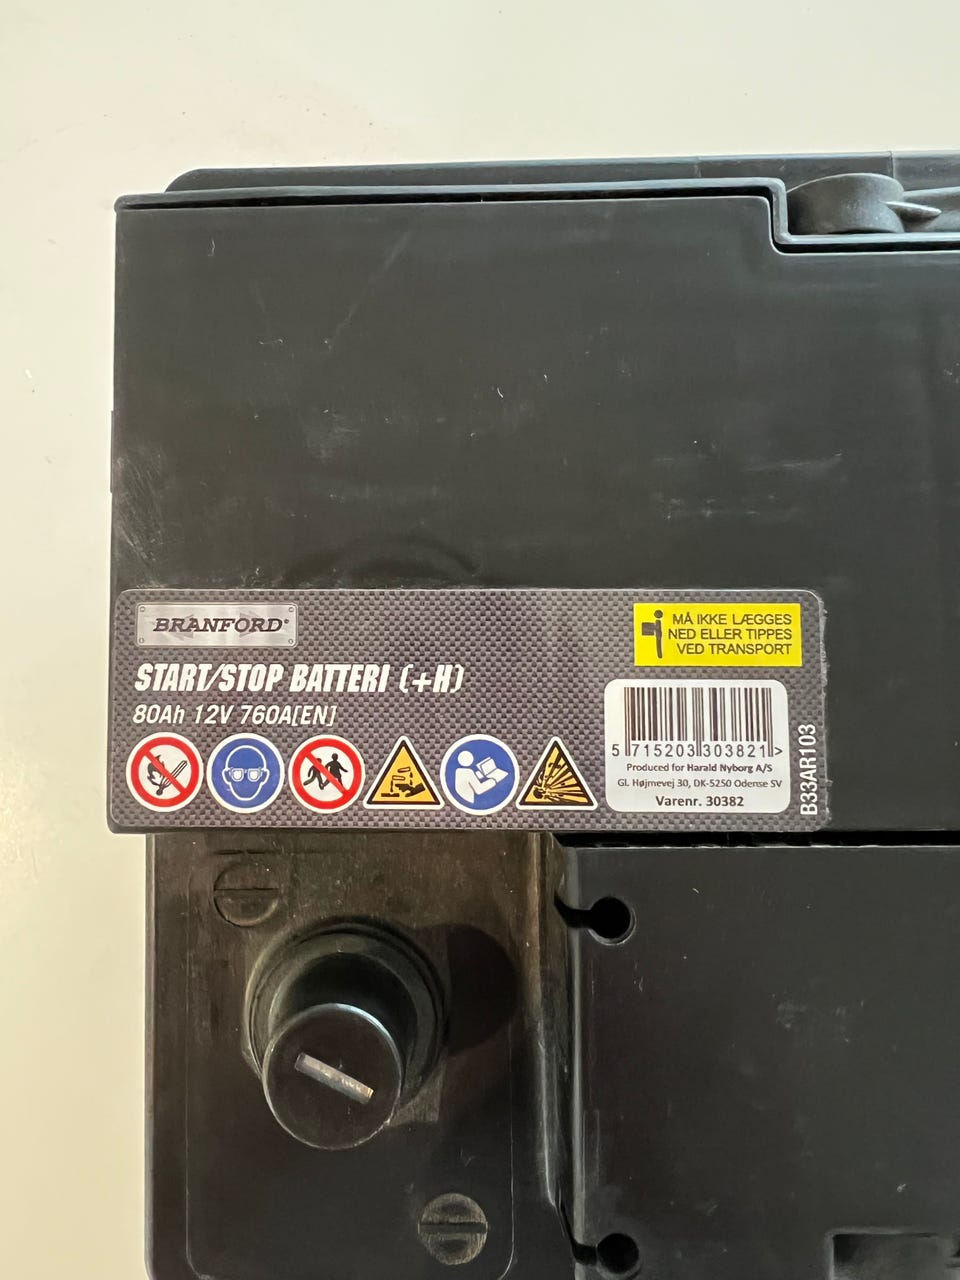 BRANFORD®
START/STOP BATTERI (+H)
80Ah 12V 760A[EN]
MÅ IKKE LÆGGES
NED ELLER TIPPES
VED TRANSPORT
5 715203 303821 >
Produced for Harald Nyborg A/S
Gl. Højmevej 30, DK-5250 Odense SV
Varenr. 30382
B33AR103